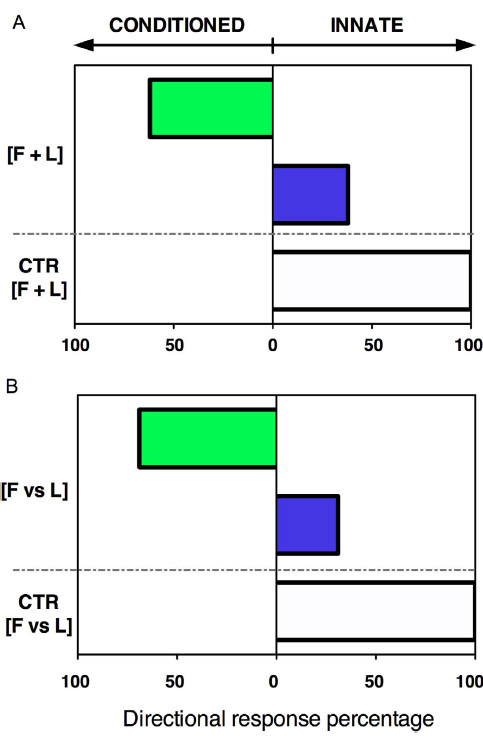 A
CONDITIONED INNATE
[F + L]
CTR
[F + L]
100 50 0 50 100
B
[F vs L]
CTR
[F vs L]
100 50 0 50 100
Directional response percentage